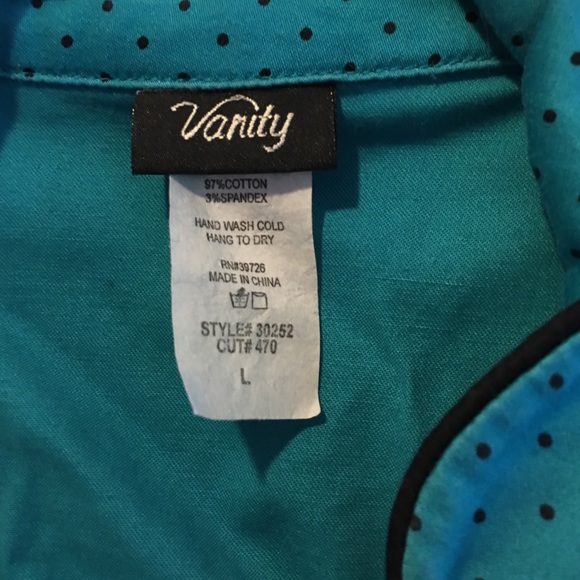 Vanity
97%COTTON
3%SPANDEX
HAND WASH COLD
HANG TO DRY
RN#39726
MADE IN CHINA
STYLE# 30252
CUT# 470
L